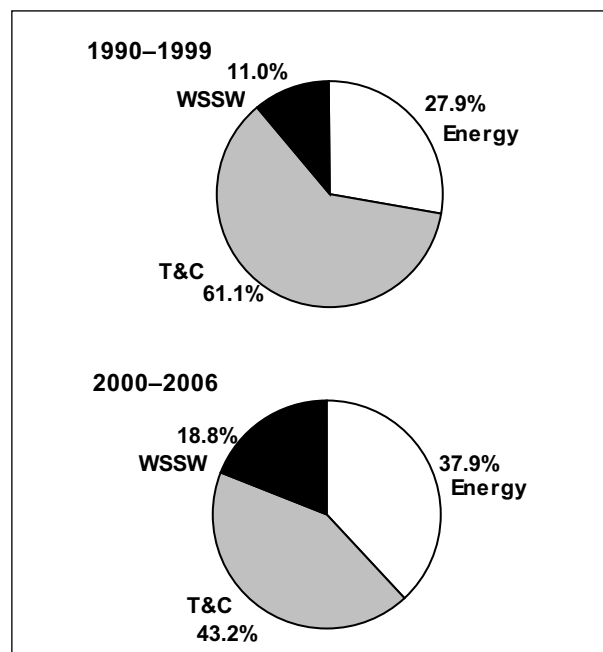 1990–1999
11.0%
WSSW
27.9%
Energy
T&C
61.1%
2000–2006
18.8%
WSSW
37.9%
Energy
T&C
43.2%